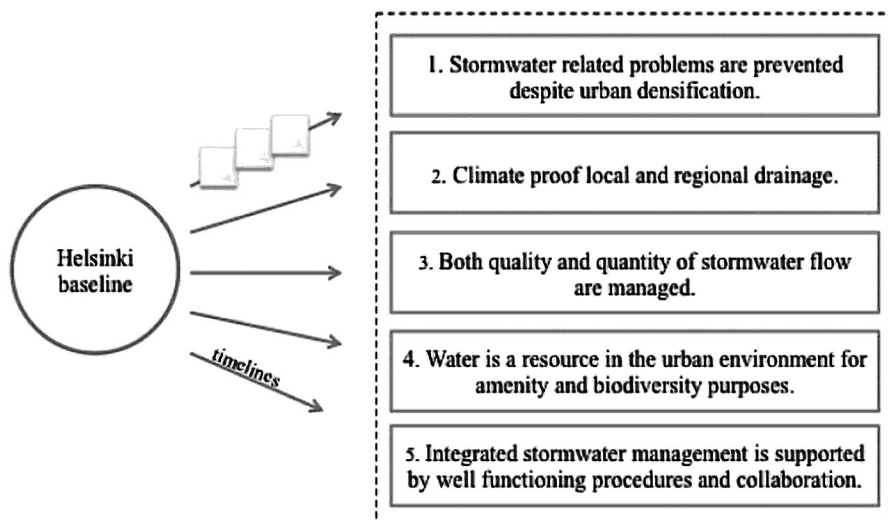 Helsinki
baseline
timelines
1. Stormwater related problems are prevented
despite urban densification.
2. Climate proof local and regional drainage.
3. Both quality and quantity of stormwater flow
are managed.
4. Water is a resource in the urban environment for
amenity and biodiversity purposes.
5. Integrated stormwater management is supported
by well functioning procedures and collaboration.